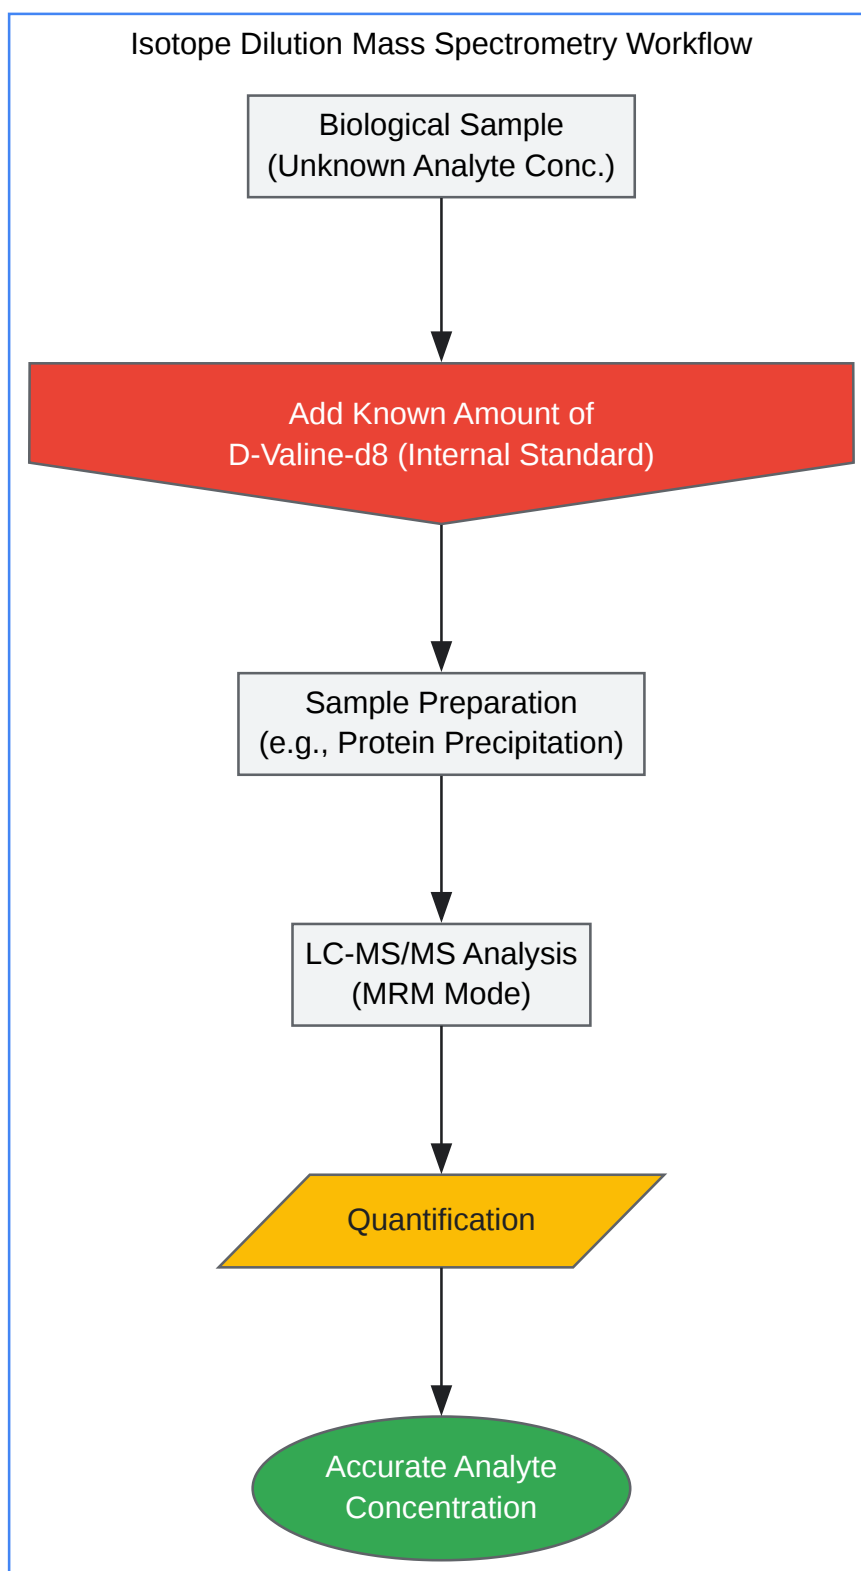 Isotope Dilution Mass Spectrometry Workflow
Biological Sample
(Unknown Analyte Conc.)
Add Known Amount of
D-Valine-d8 (Internal Standard)
Sample Preparation
(e.g., Protein Precipitation)
LC-MS/MS Analysis
(MRM Mode)
Quantification
Accurate Analyte
Concentration